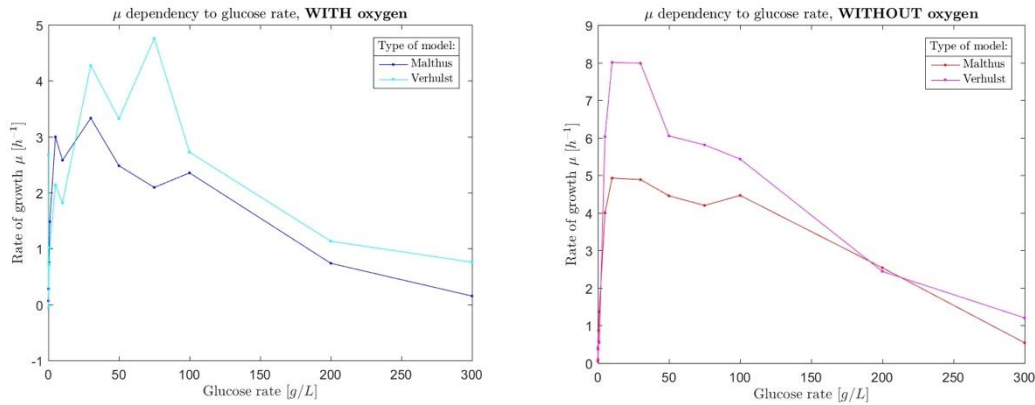 μ dependency to glucose rate, WITH oxygen
5
4
3
2
1
0
-1
Rate of growth μ [h⁻¹]
Type of model:
Malthus
Verhulst
0 50 100 150 200 250 300
Glucose rate [g/L]
μ dependency to glucose rate, WITHOUT oxygen
9
8
7
6
5
4
3
2
1
0
Rate of growth μ [h⁻¹]
Type of model:
Malthus
Verhulst
0 50 100 150 200 250 300
Glucose rate [g/L]